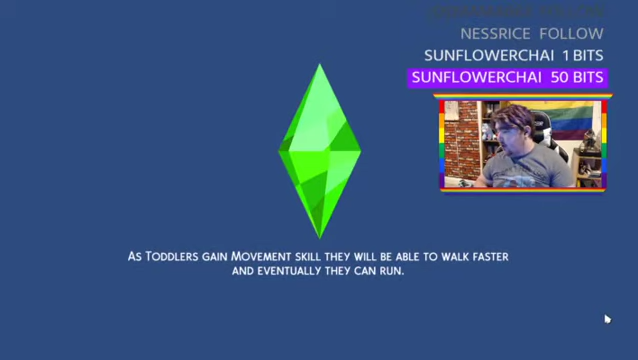 NESSRICE FOLLOW
SUNFLOWERCHAI 1 BITS
SUNFLOWERCHAI 50 BITS
AS TODDLERS GAIN MOVEMENT SKILL THEY WILL BE ABLE TO WALK FASTER
AND EVENTUALLY THEY CAN RUN.